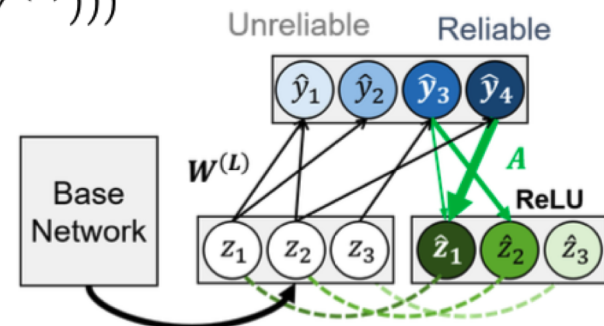 )))
Unreliable Reliable
ŷ₁ ŷ₂ ŷ₃ ŷ₄
W⁽ᴸ⁾
A
Base
Network
ReLU
z₁ z₂ z₃ ẑ₁ ẑ₂ ẑ₃